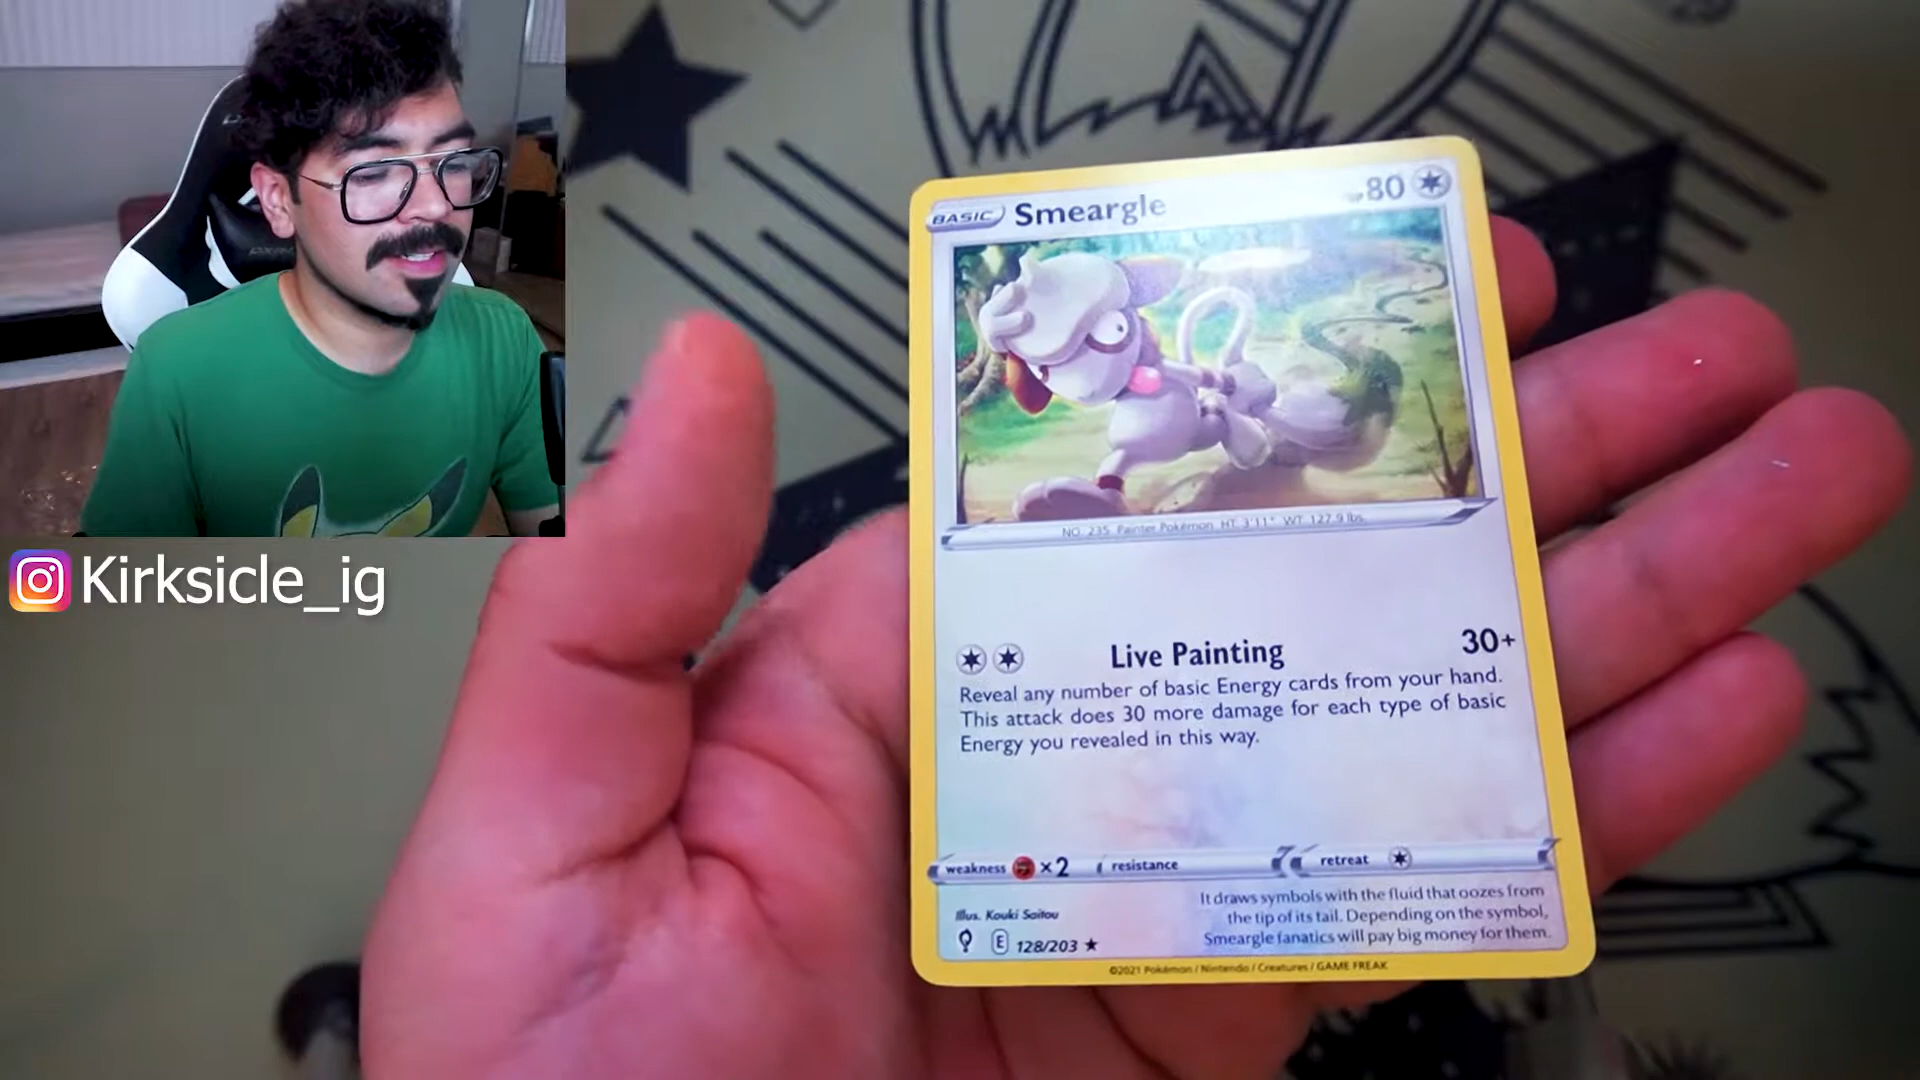 Kirksicle_ig
BASIC Smeargle HP 80
NO. 235 Painter Pokémon HT 3'11" WT 127.9 lbs.
Live Painting 30+
Reveal any number of basic Energy cards from your hand.
This attack does 30 more damage for each type of basic
Energy you revealed in this way.
weakness ×2 resistance retreat
It draws symbols with the fluid that oozes from
the tip of its tail. Depending on the symbol,
Smeargle fanatics will pay big money for them.
Illus. Kouki Saitou
E 128/203 ★
©2021 Pokémon / Nintendo / Creatures / GAME FREAK